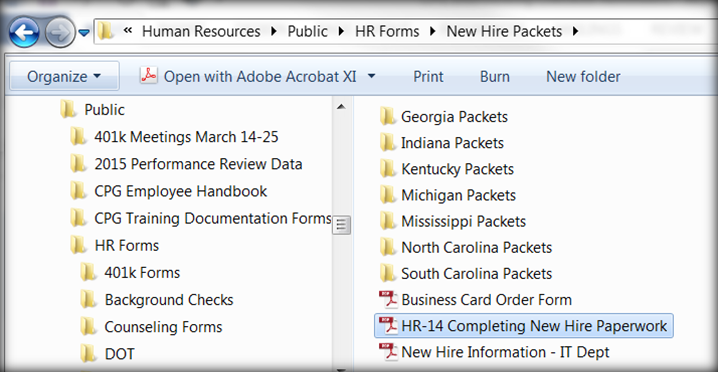 « Human Resources ▸ Public ▸ HR Forms ▸ New Hire Packets ▸
Organize ▾ Open with Adobe Acrobat XI ▾ Print Burn New folder
Public
401k Meetings March 14-25
2015 Performance Review Data
CPG Employee Handbook
CPG Training Documentation Forms
HR Forms
401k Forms
Background Checks
Counseling Forms
DOT
Georgia Packets
Indiana Packets
Kentucky Packets
Michigan Packets
Mississippi Packets
North Carolina Packets
South Carolina Packets
Business Card Order Form
HR-14 Completing New Hire Paperwork
New Hire Information - IT Dept